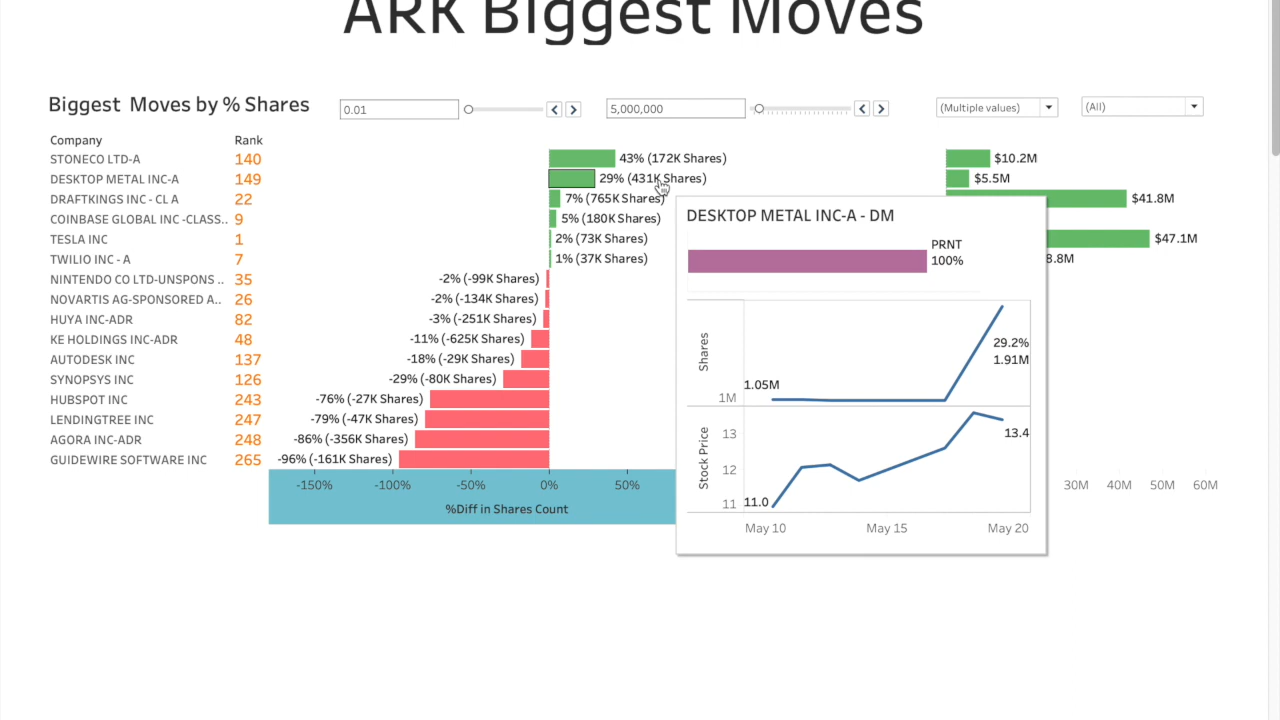 ARK Biggest Moves
Biggest Moves by % Shares
0.01
5,000,000
(Multiple values)
(All)
Company Rank
STONECO LTD-A 140 43% (172K Shares) $10.2M
DESKTOP METAL INC-A 149 29% (431K Shares) $5.5M
DRAFTKINGS INC - CL A 22 7% (765K Shares) $41.8M
COINBASE GLOBAL INC -CLASS.. 9 5% (180K Shares)
TESLA INC 1 2% (73K Shares) $47.1M
TWILIO INC - A 7 1% (37K Shares) 8.8M
NINTENDO CO LTD-UNSPONS .. 35 -2% (-99K Shares)
NOVARTIS AG-SPONSORED A.. 26 -2% (-134K Shares)
HUYA INC-ADR 82 -3% (-251K Shares)
KE HOLDINGS INC-ADR 48 -11% (-625K Shares)
AUTODESK INC 137 -18% (-29K Shares)
SYNOPSYS INC 126 -29% (-80K Shares)
HUBSPOT INC 243 -76% (-27K Shares)
LENDINGTREE INC 247 -79% (-47K Shares)
AGORA INC-ADR 248 -86% (-356K Shares)
GUIDEWIRE SOFTWARE INC 265 -96% (-161K Shares)
-150% -100% -50% 0% 50%
%Diff in Shares Count
30M 40M 50M 60M
DESKTOP METAL INC-A - DM
PRNT
100%
Shares
29.2%
1.91M
1.05M
1M
Stock Price
13
13.4
12
11
11.0
May 10 May 15 May 20